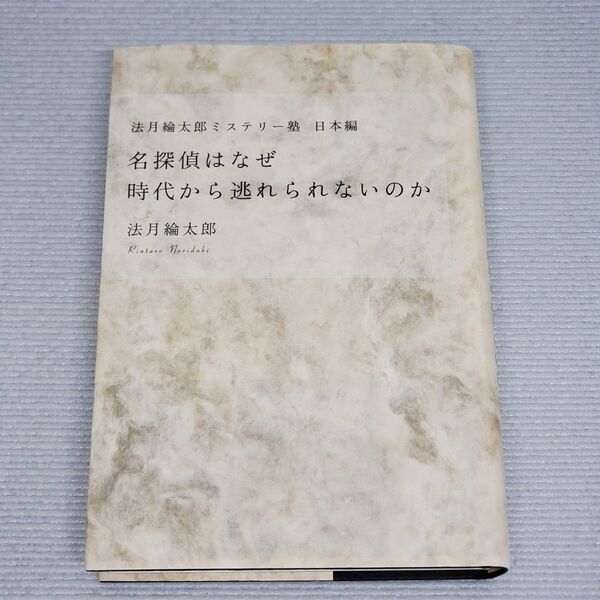 法月綸太郎ミステリー塾 日本編
名探偵はなぜ
時代から逃れられないのか
法月綸太郎
Rintaro Norizuki